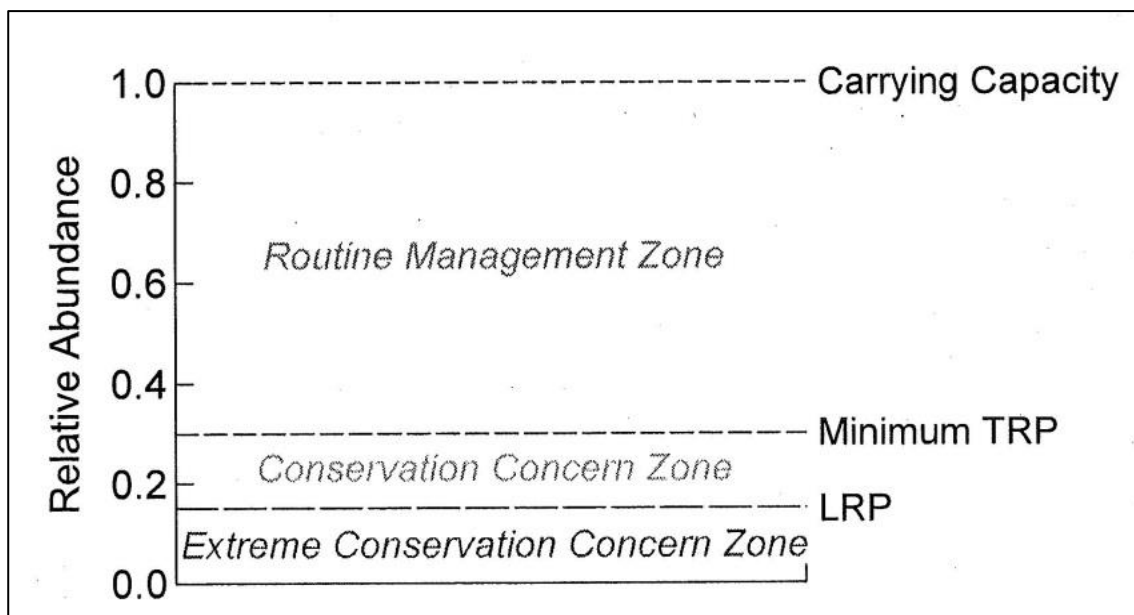 Relative Abundance
1.0
Carrying Capacity
0.8
Routine Management Zone
0.6
0.4
Minimum TRP
Conservation Concern Zone
0.2
LRP
Extreme Conservation Concern Zone
0.0